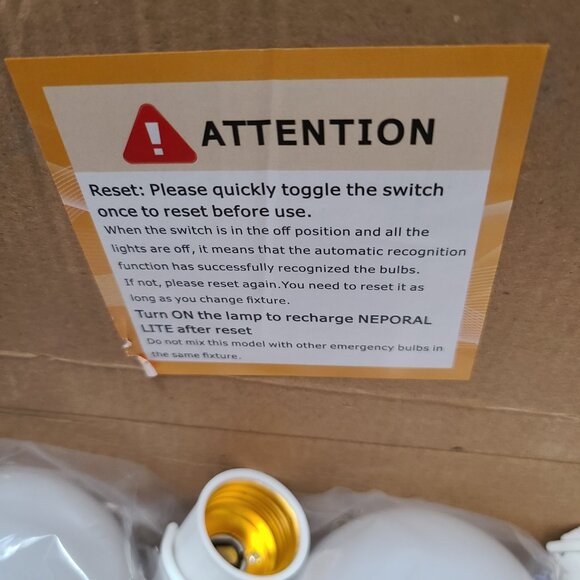 !
ATTENTION
Reset: Please quickly toggle the switch
once to reset before use.
When the switch is in the off position and all the
lights are off, it means that the automatic recognition
function has successfully recognized the bulbs.
If not, please reset again.You need to reset it as
long as you change fixture.
Turn ON the lamp to recharge NEPORAL
LITE after reset
Do not mix this model with other emergency bulbs in
the same fixture.